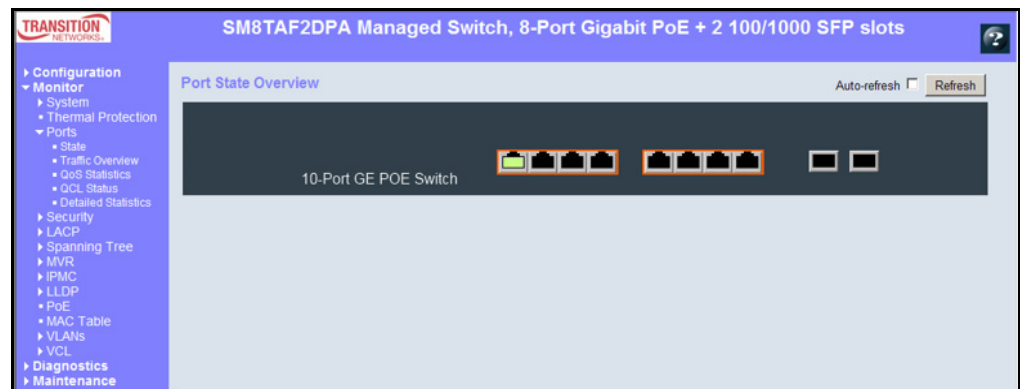 TRANSITION
NETWORKS.
SM8TAF2DPA Managed Switch, 8-Port Gigabit PoE + 2 100/1000 SFP slots
?
Configuration
Monitor
System
Thermal Protection
Ports
State
Traffic Overview
QoS Statistics
QCL Status
Detailed Statistics
Security
LACP
Spanning Tree
MVR
IPMC
LLDP
PoE
MAC Table
VLANs
VCL
Diagnostics
Maintenance
Port State Overview
Auto-refresh
Refresh
10-Port GE POE Switch